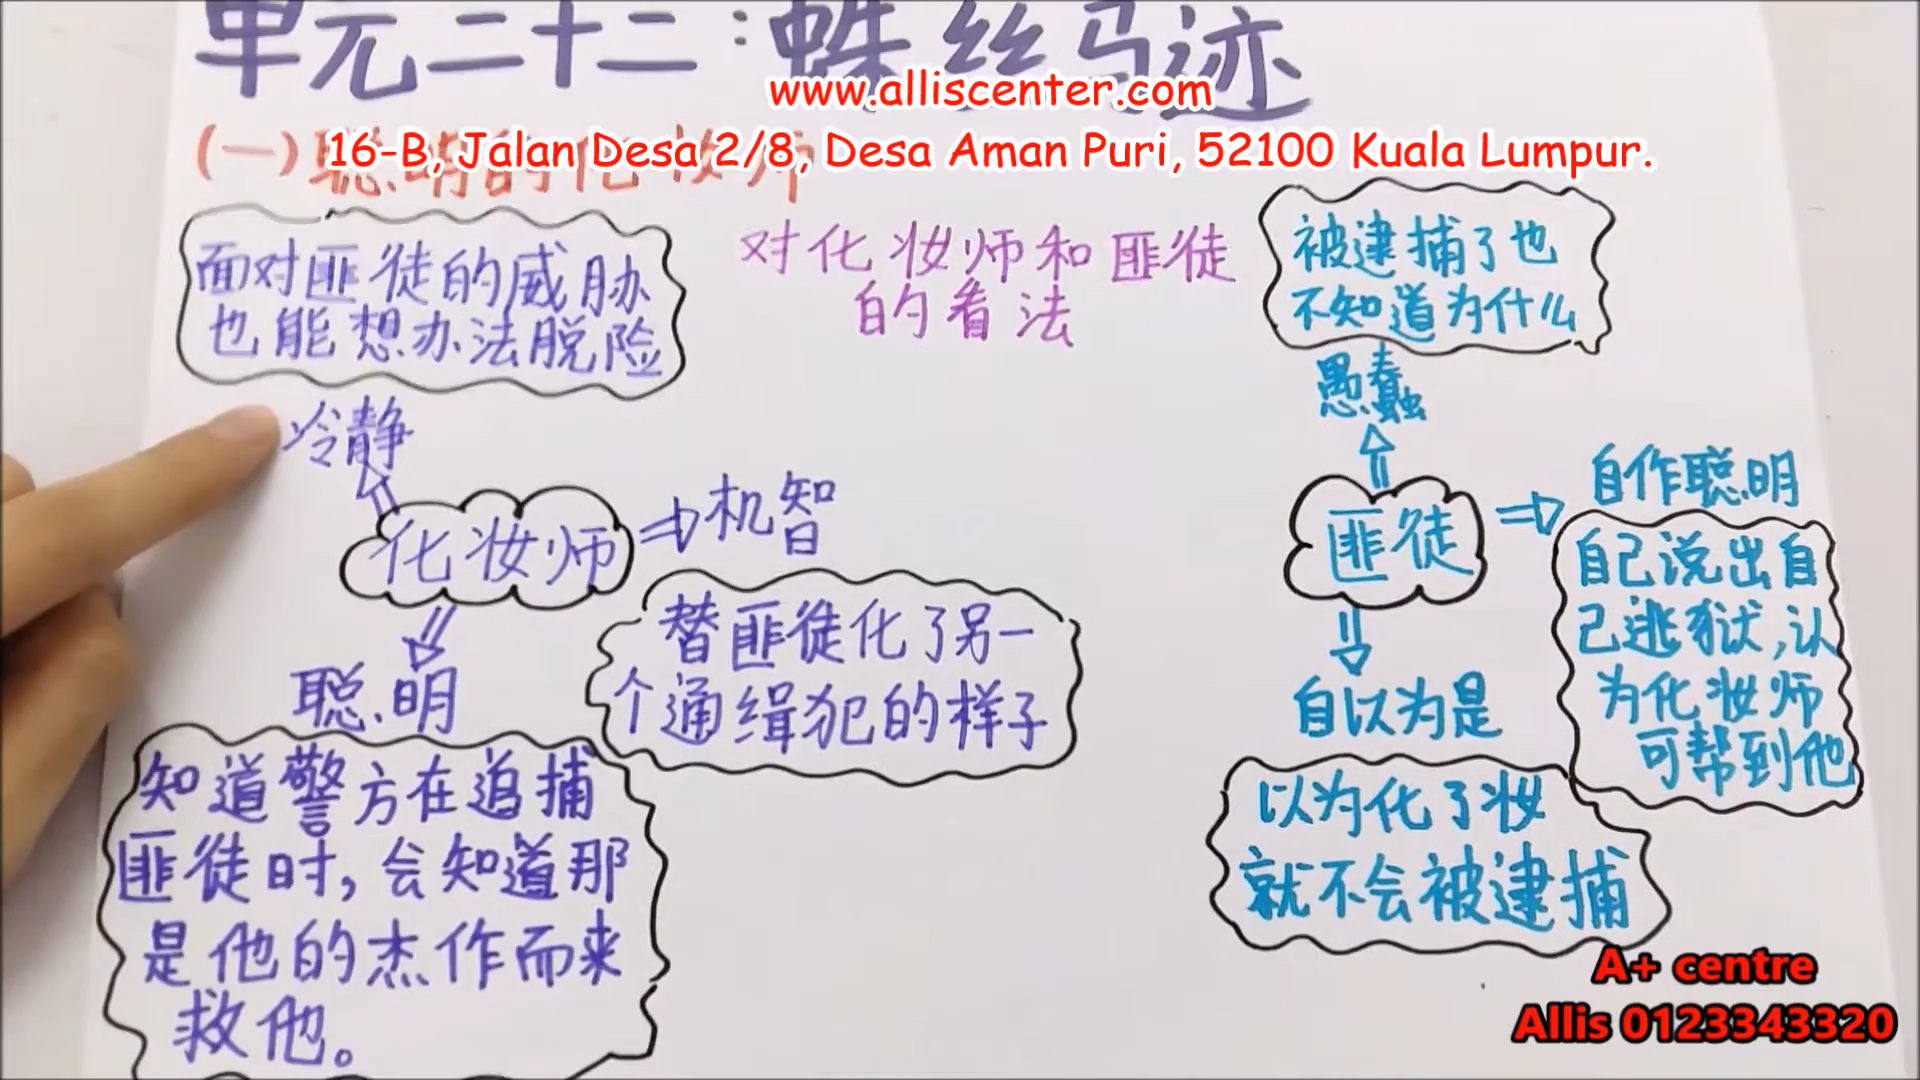 单元二十二：蛛丝马迹
www.alliscenter.com
(一)聪明的化妆师
16-B, Jalan Desa 2/8, Desa Aman Puri, 52100 Kuala Lumpur.
对化妆师和匪徒
的看法
面对匪徒的威胁
也能想办法脱险
冷静
化妆师
机智
替匪徒化了另一
个通缉犯的样子
聪明
知道警方在追捕
匪徒时,会知道那
是他的杰作而来
救他。
被逮捕了也
不知道为什么
愚蠢
匪徒
自作聪明
自己说出自
己逃狱,认
为化妆师
可帮到他
自以为是
以为化了妆
就不会被逮捕
A+ centre
Allis 0123343320